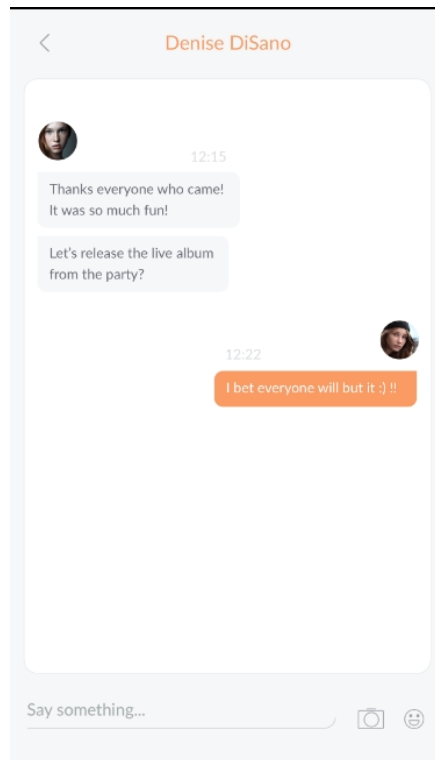 Denise DiSano
12:15
Thanks everyone who came!
It was so much fun!
Let's release the live album
from the party?
12:22
I bet everyone will but it :) !!
Say something...